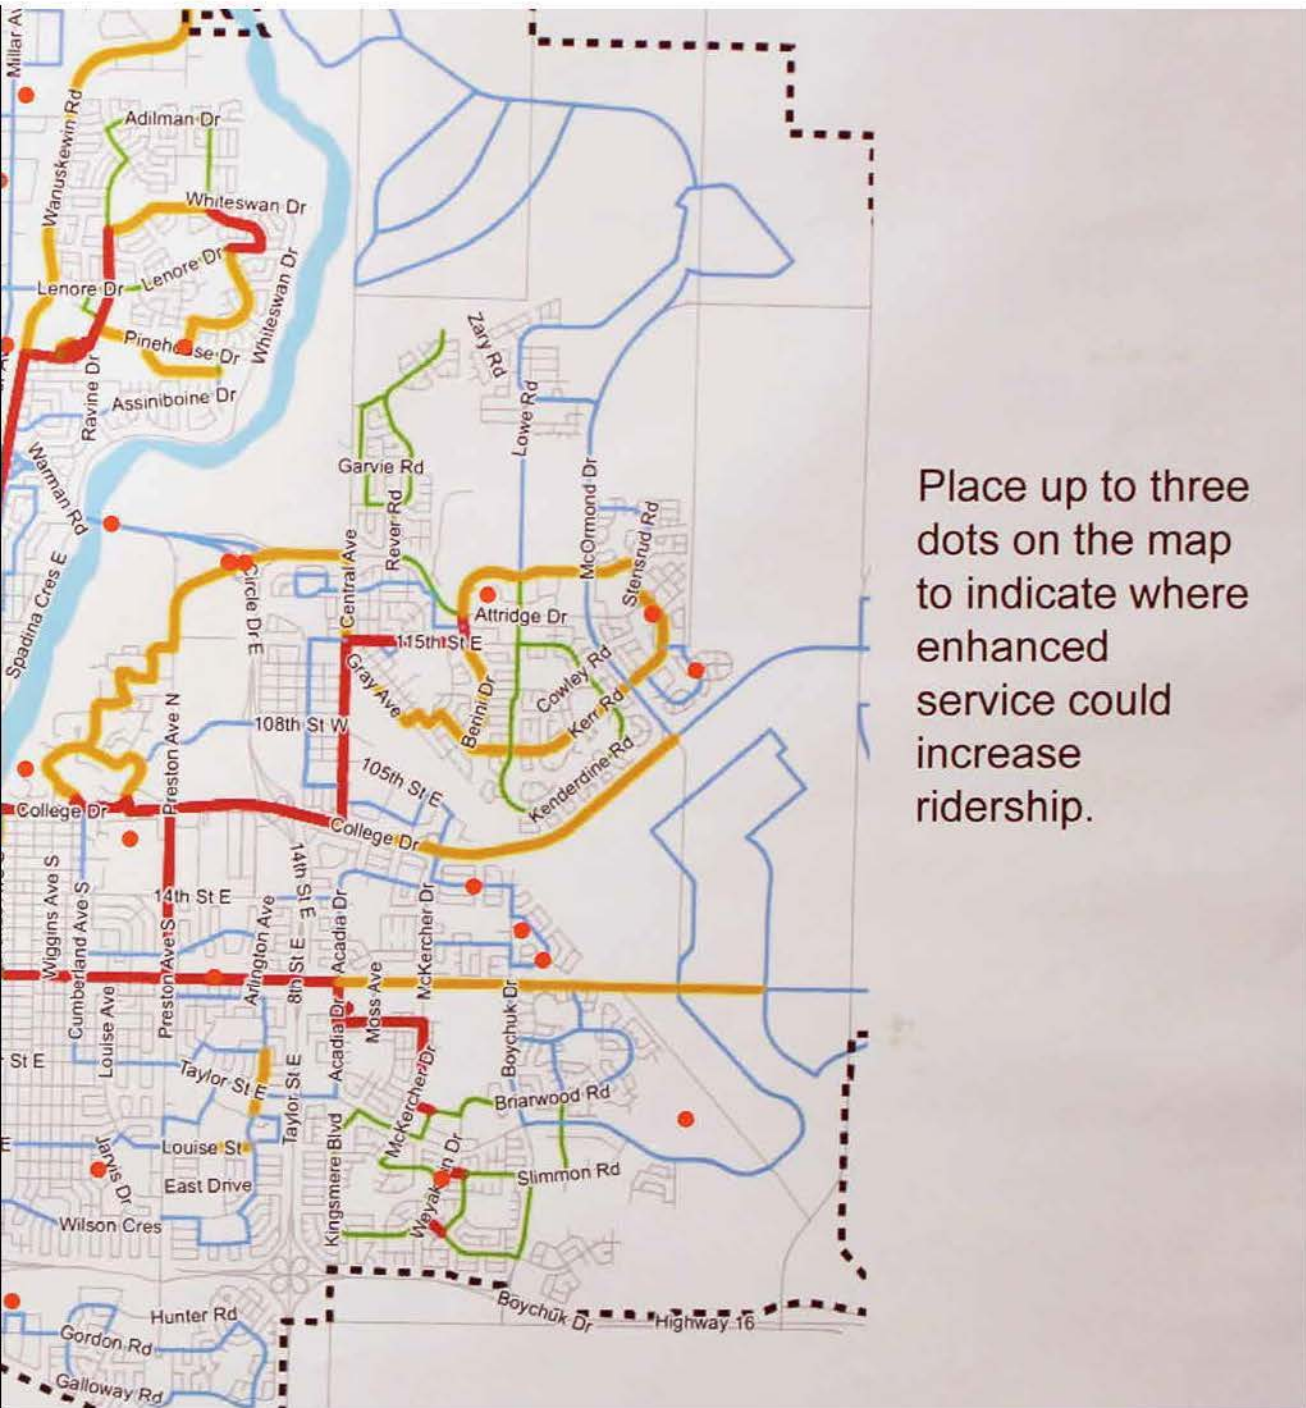 Millar Av
Wanuskewin Rd
Adilman Dr
Whiteswan Dr
Lenore Dr
Lenore Dr
Whiteswan Dr
Pinehouse Dr
Ravine Dr
Assiniboine Dr
Zary Rd
Lowe Rd
Warman Rd
Garvie Rd
McOrmond Dr
Rever Rd
Stensrud Rd
Spadina Cres E
Circle Dr E
Central Ave
Attridge Dr
115th St E
Gray Ave
Cowley Rd
Berini Dr
Kerr Rd
Preston Ave N
108th St W
105th St E
Kenderdine Rd
College Dr
College Dr
Wiggins Ave S
Cumberland Ave S
14th St E
14th St E
Preston Ave S
Arlington Ave
8th St E
Acadia Dr
McKercher Dr
Louise Ave
Acadia Dr
Moss Ave
Boychuk Dr
St E
Taylor St E
Taylor St E
McKercher Dr
Briarwood Rd
Louise St
E
Jarvis Dr
Kingsmere Blvd
Slimmon Rd
East Drive
Wilson Cres
Hunter Rd
Boychuk Dr
Highway 16
Gordon Rd
Galloway Rd
Place up to three
dots on the map
to indicate where
enhanced
service could
increase
ridership.